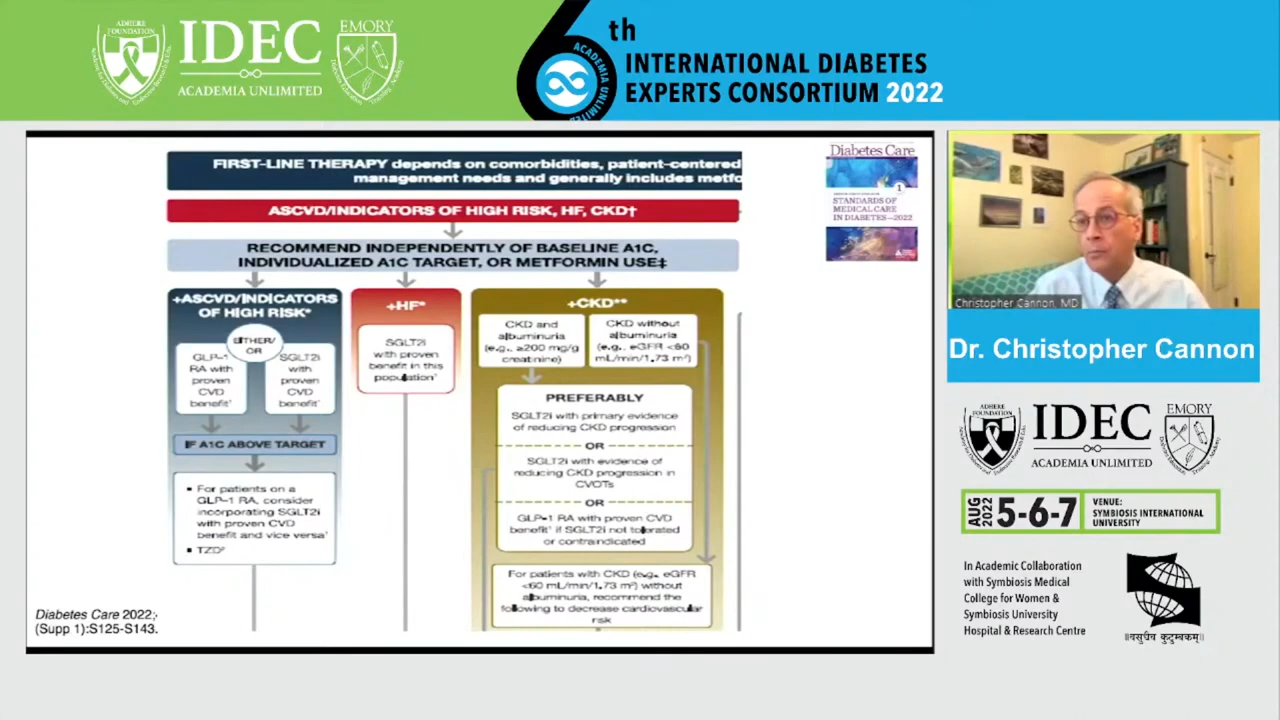 ADHERE
FOUNDATION
IDEC
ACADEMIA UNLIMITED
EMORY
th
ACADEMIA UNLIMITED
INTERNATIONAL DIABETES
EXPERTS CONSORTIUM 2022
FIRST-LINE THERAPY depends on comorbidities, patient-centered
management needs and generally includes metfo
ASCVD/INDICATORS OF HIGH RISK, HF, CKD†
RECOMMEND INDEPENDENTLY OF BASELINE A1C,
INDIVIDUALIZED A1C TARGET, OR METFORMIN USE‡
+ASCVD/INDICATORS
OF HIGH RISK*
EITHER/
OR
GLP-1
RA with
proven
CVD
benefit†
SGLT2i
with
proven
CVD
benefit†
IF A1C ABOVE TARGET
▪ For patients on a
GLP-1 RA, consider
incorporating SGLT2i
with proven CVD
benefit and vice versa†
▪ TZD²
+HF*
SGLT2i
with proven
benefit in this
population†
+CKD**
CKD and
albuminuria
(e.g., ≥200 mg/g
creatinine)
CKD without
albuminuria
(e.g., eGFR <60
mL/min/1.73 m²)
PREFERABLY
SGLT2i with primary evidence
of reducing CKD progression
OR
SGLT2i with evidence of
reducing CKD progression in
CVOTs
OR
GLP-1 RA with proven CVD
benefit† if SGLT2i not tolerated
or contraindicated
For patients with CKD (e.g., eGFR
<60 mL/min/1.73 m²) without
albuminuria, recommend the
following to decrease cardiovascular
risk
Diabetes Care
1
STANDARDS OF
MEDICAL CARE
IN DIABETES—2022
Diabetes Care 2022;-
(Supp 1):S125-S143.
Christopher Cannon, MD
Dr. Christopher Cannon
ADHERE
FOUNDATION
IDEC
ACADEMIA UNLIMITED
EMORY
AUG
2022
5-6-7
VENUE:
SYMBIOSIS INTERNATIONAL
UNIVERSITY
In Academic Collaboration
with Symbiosis Medical
College for Women &
Symbiosis University
Hospital & Research Centre
॥वसुधैव कुटुम्बकम्॥